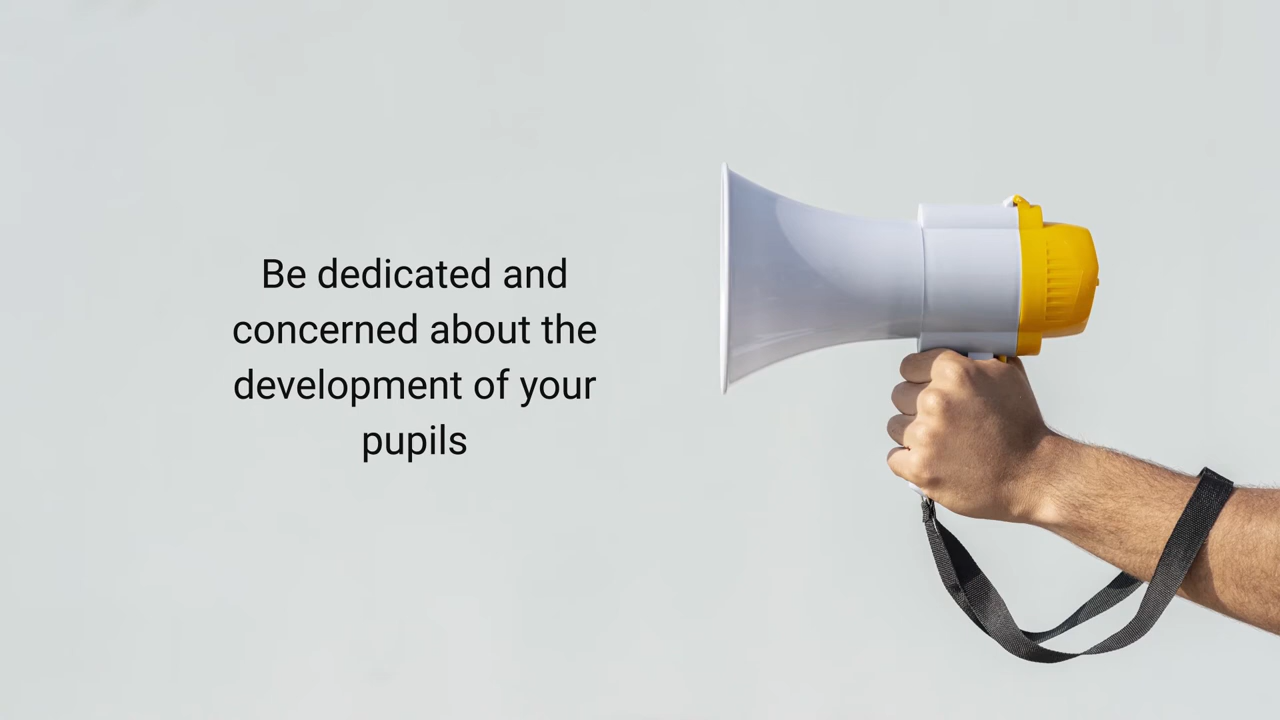 Be dedicated and
concerned about the
development of your
pupils